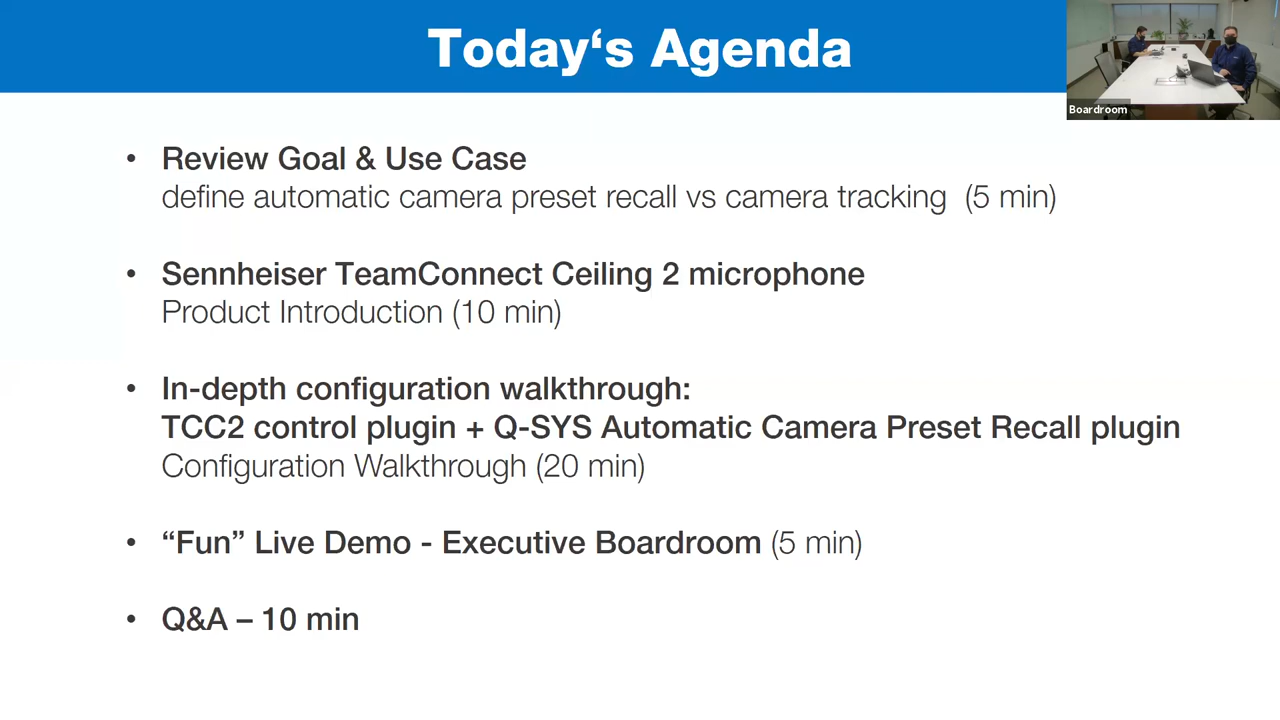 Today‘s Agenda
Boardroom
• Review Goal & Use Case
define automatic camera preset recall vs camera tracking (5 min)
• Sennheiser TeamConnect Ceiling 2 microphone
Product Introduction (10 min)
• In-depth configuration walkthrough:
TCC2 control plugin + Q-SYS Automatic Camera Preset Recall plugin
Configuration Walkthrough (20 min)
• “Fun” Live Demo - Executive Boardroom (5 min)
• Q&A – 10 min